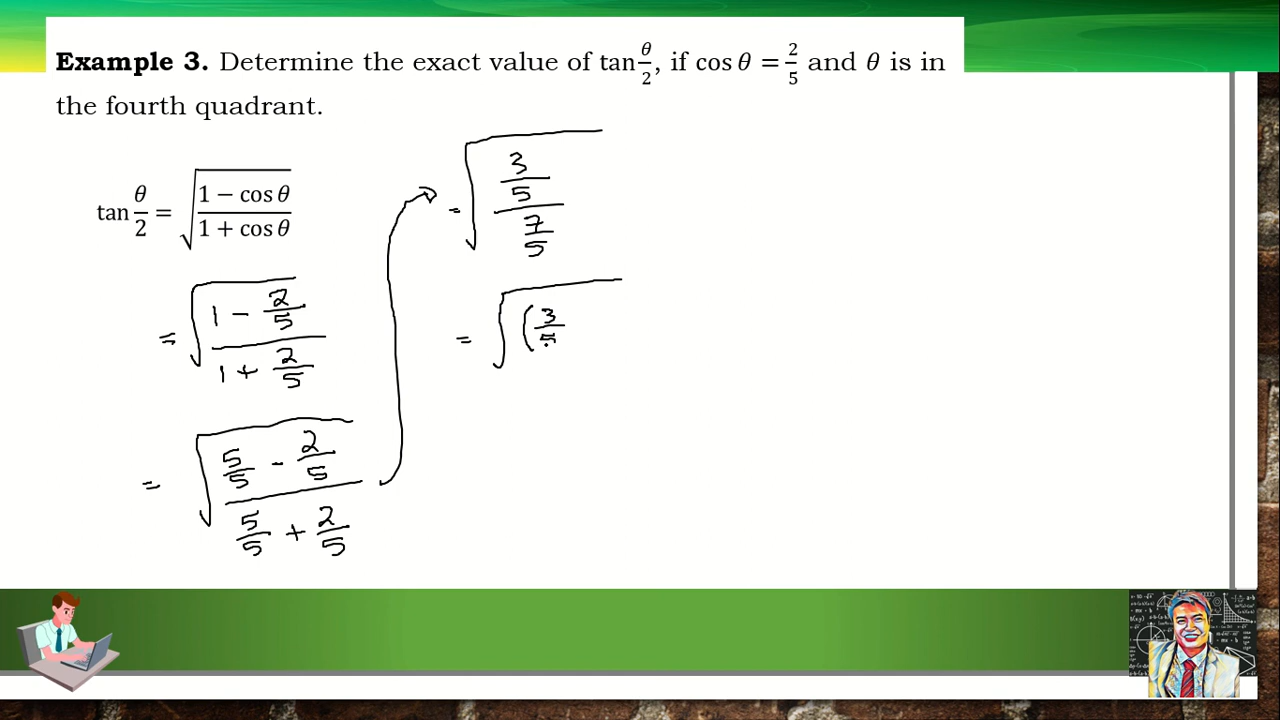 Example 3. Determine the exact value of tan θ/2, if cos θ = 2/5 and θ is in
the fourth quadrant.
tan θ/2 = √((1 − cos θ)/(1 + cos θ))
= √((1 − 2/5)/(1 + 2/5))
= √((5/5 − 2/5)/(5/5 + 2/5))
= √((3/5)/(7/5))
= √((3/5